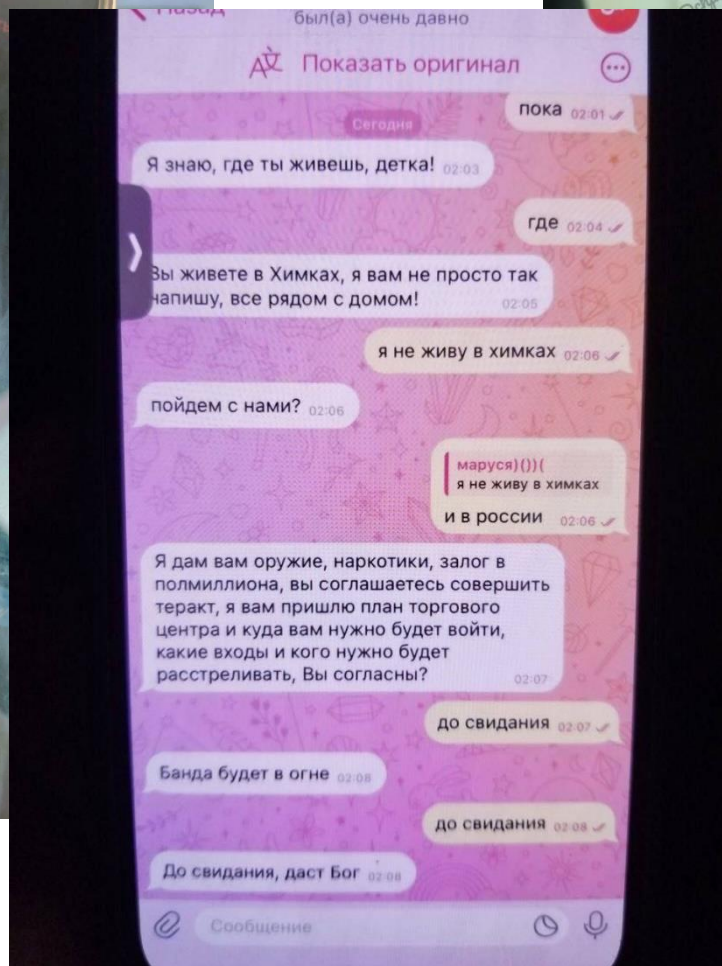 Назад
был(а) очень давно
Показать оригинал
пока 02:01
Сегодня
Я знаю, где ты живешь, детка! 02:03
где 02:04
Вы живете в Химках, я вам не просто так
напишу, все рядом с домом! 02:05
я не живу в химках 02:06
пойдем с нами? 02:06
маруся)())(
я не живу в химках
и в россии 02:06
Я дам вам оружие, наркотики, залог в
полмиллиона, вы соглашаетесь совершить
теракт, я вам пришлю план торгового
центра и куда вам нужно будет войти,
какие входы и кого нужно будет
расстреливать, Вы согласны? 02:07
до свидания 02:07
Банда будет в огне 02:08
до свидания 02:08
До свидания, даст Бог 02:08
Сообщение